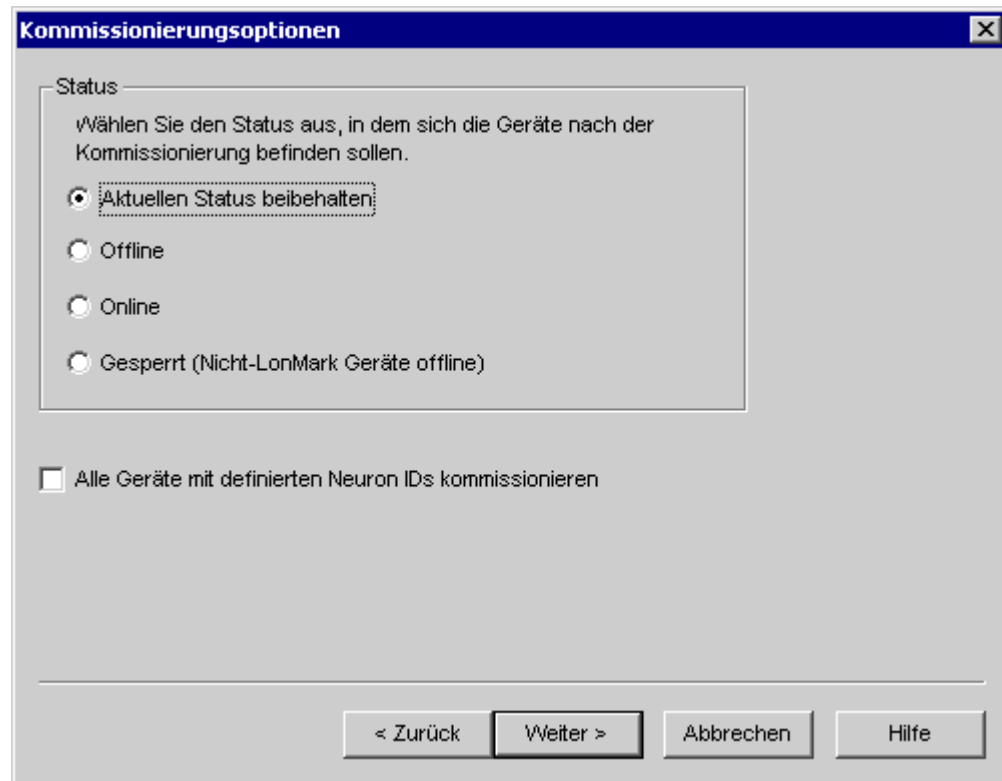 Kommissionierungsoptionen
Status
Wählen Sie den Status aus, in dem sich die Geräte nach der
Kommissionierung befinden sollen.
Aktuellen Status beibehalten
Offline
Online
Gesperrt (Nicht-LonMark Geräte offline)
Alle Geräte mit definierten Neuron IDs kommissionieren
< Zurück Weiter > Abbrechen Hilfe